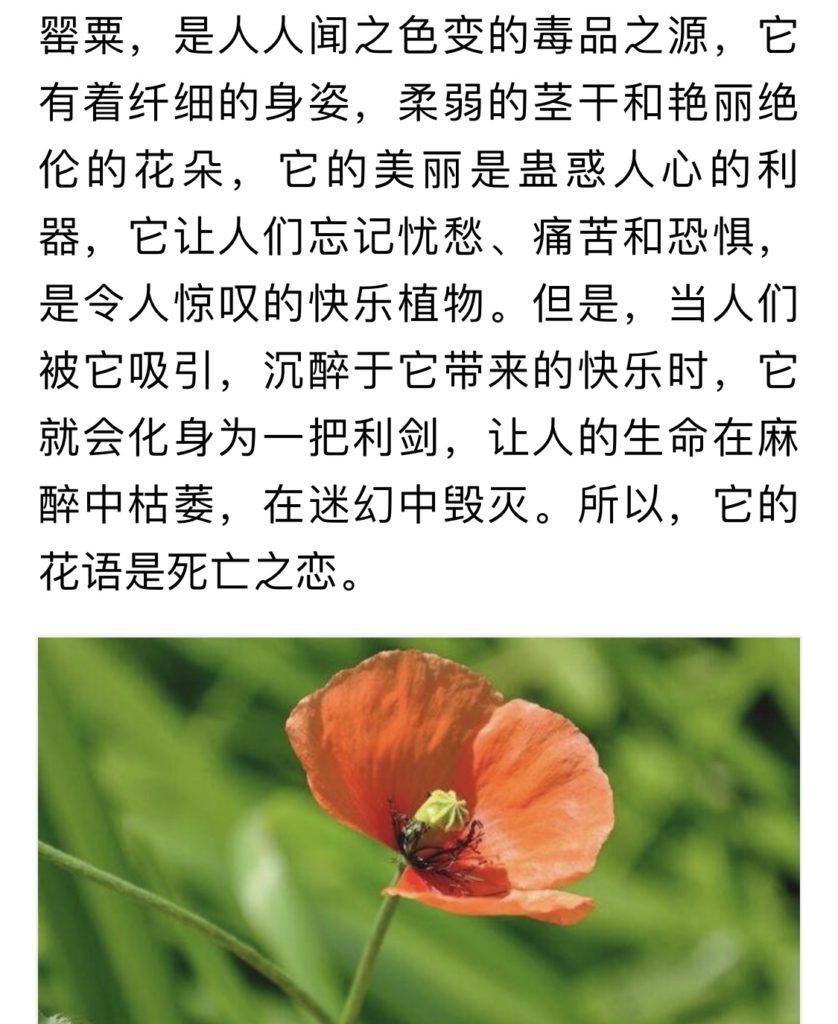 罂粟，是人人闻之色变的毒品之源，它
有着纤细的身姿，柔弱的茎干和艳丽绝
伦的花朵，它的美丽是蛊惑人心的利
器，它让人们忘记忧愁、痛苦和恐惧，
是令人惊叹的快乐植物。但是，当人们
被它吸引，沉醉于它带来的快乐时，它
就会化身为一把利剑，让人的生命在麻
醉中枯萎，在迷幻中毁灭。所以，它的
花语是死亡之恋。